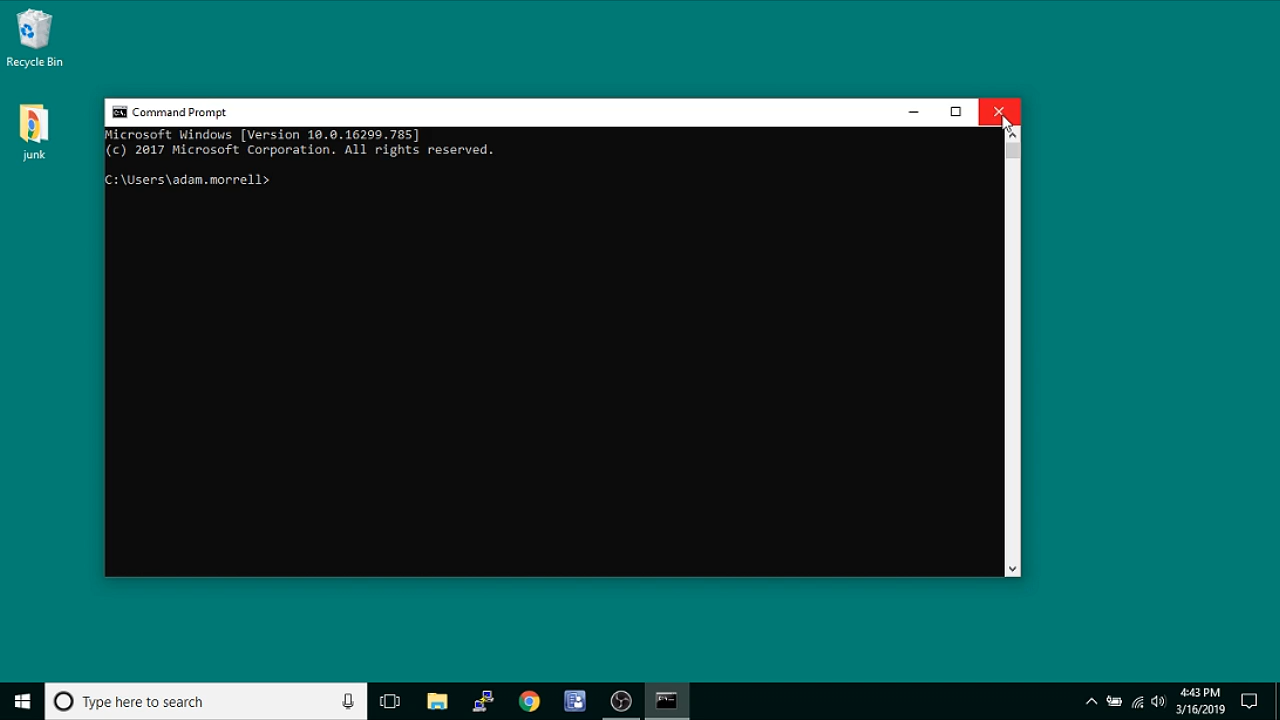 Recycle Bin
junk
Command Prompt
Microsoft Windows [Version 10.0.16299.785]
(c) 2017 Microsoft Corporation. All rights reserved.
C:\Users\adam.morrell>
Type here to search
4:43 PM
3/16/2019